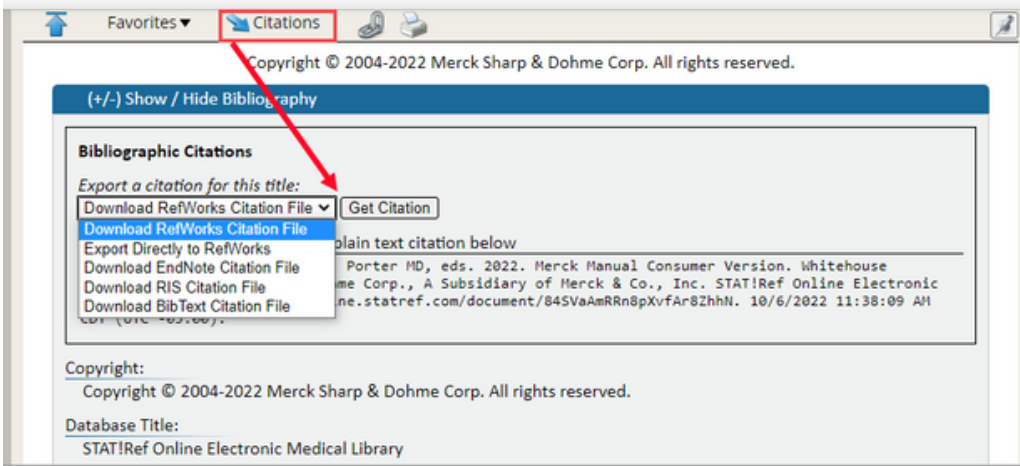 Favorites▼ Citations
Copyright © 2004-2022 Merck Sharp & Dohme Corp. All rights reserved.
(+/-) Show / Hide Bibliography
Bibliographic Citations
Export a citation for this title:
Download RefWorks Citation File Get Citation
Download RefWorks Citation File
plain text citation below
Export Directly to RefWorks
Porter MD, eds. 2022. Merck Manual Consumer Version. Whitehouse
Download EndNote Citation File
me Corp., A Subsidiary of Merck & Co., Inc. STAT!Ref Online Electronic
Download RIS Citation File
ne.statref.com/document/84SVaAmRRn8pXvfAr8ZhhN. 10/6/2022 11:38:09 AM
Download BibText Citation File
Copyright:
Copyright © 2004-2022 Merck Sharp & Dohme Corp. All rights reserved.
Database Title:
STAT!Ref Online Electronic Medical Library